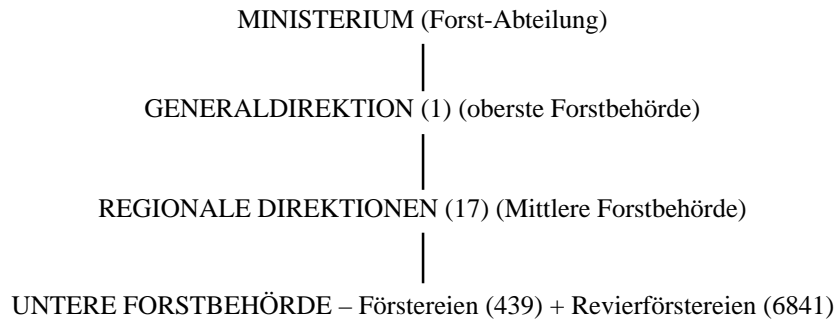 MINISTERIUM (Forst-Abteilung)
GENERALDIREKTION (1) (oberste Forstbehörde)
REGIONALE DIREKTIONEN (17) (Mittlere Forstbehörde)
UNTERE FORSTBEHÖRDE – Förstereien (439) + Revierförstereien (6841)